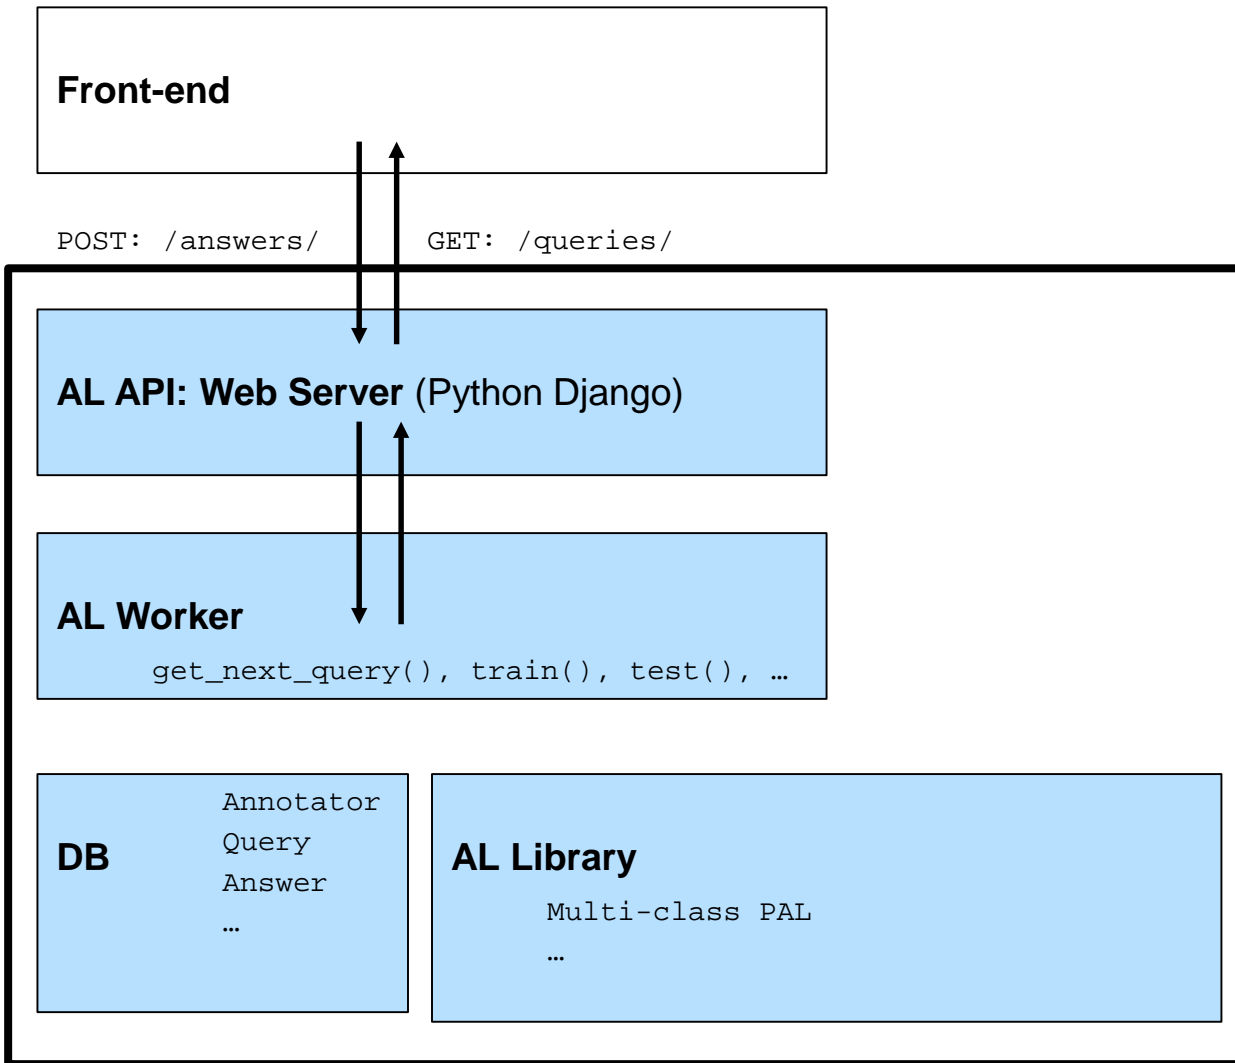 Front-end
POST: /answers/
GET: /queries/
AL API: Web Server (Python Django)
AL Worker
get_next_query(), train(), test(), …
DB
Annotator
Query
Answer
…
AL Library
Multi-class PAL
…